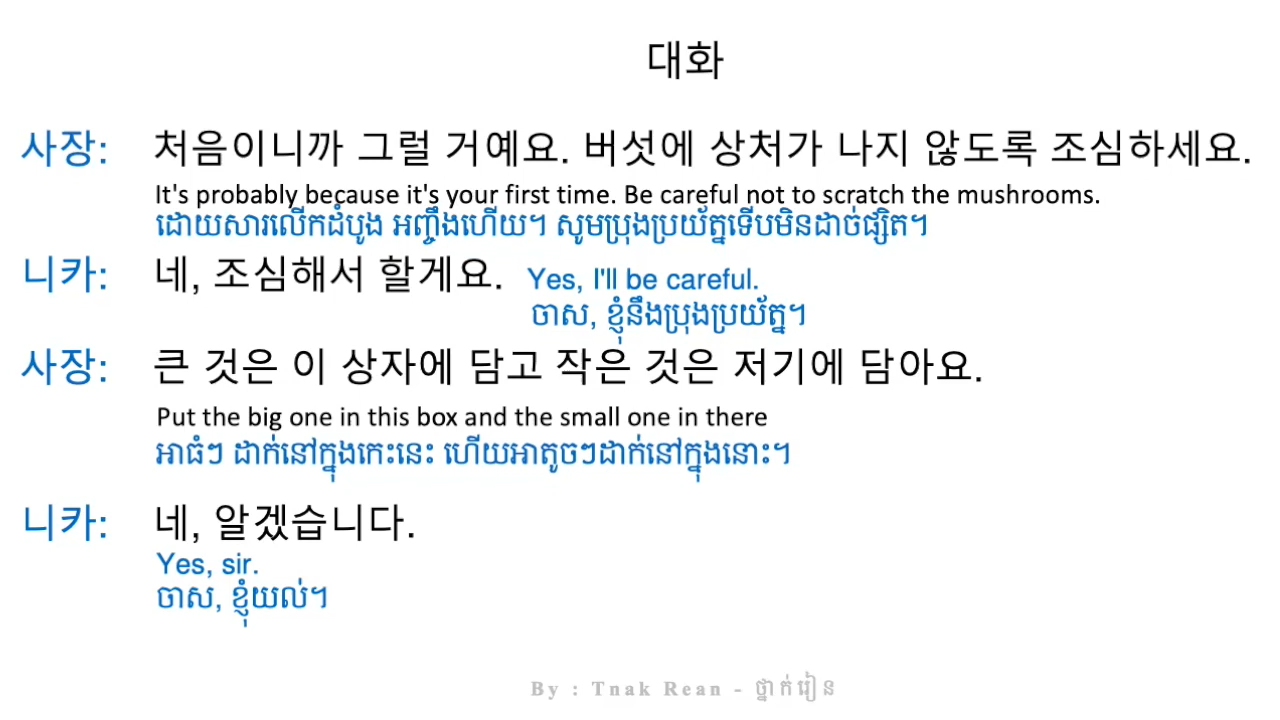 대화
사장: 처음이니까 그럴 거예요. 버섯에 상처가 나지 않도록 조심하세요.
It's probably because it's your first time. Be careful not to scratch the mushrooms.
ដោយសារលើកដំបូង អញ្ចឹងហើយ។ សូមប្រុងប្រយ័ត្នទើបមិនដាច់ផ្សិត។
니카: 네, 조심해서 할게요. Yes, I'll be careful.
ចាស, ខ្ញុំនឹងប្រុងប្រយ័ត្ន។
사장: 큰 것은 이 상자에 담고 작은 것은 저기에 담아요.
Put the big one in this box and the small one in there
អាធំៗ ដាក់នៅក្នុងកេះនេះ ហើយអាតូចៗដាក់នៅក្នុងនោះ។
니카: 네, 알겠습니다.
Yes, sir.
ចាស, ខ្ញុំយល់។
By : Tnak Rean - ថ្នាក់រៀន